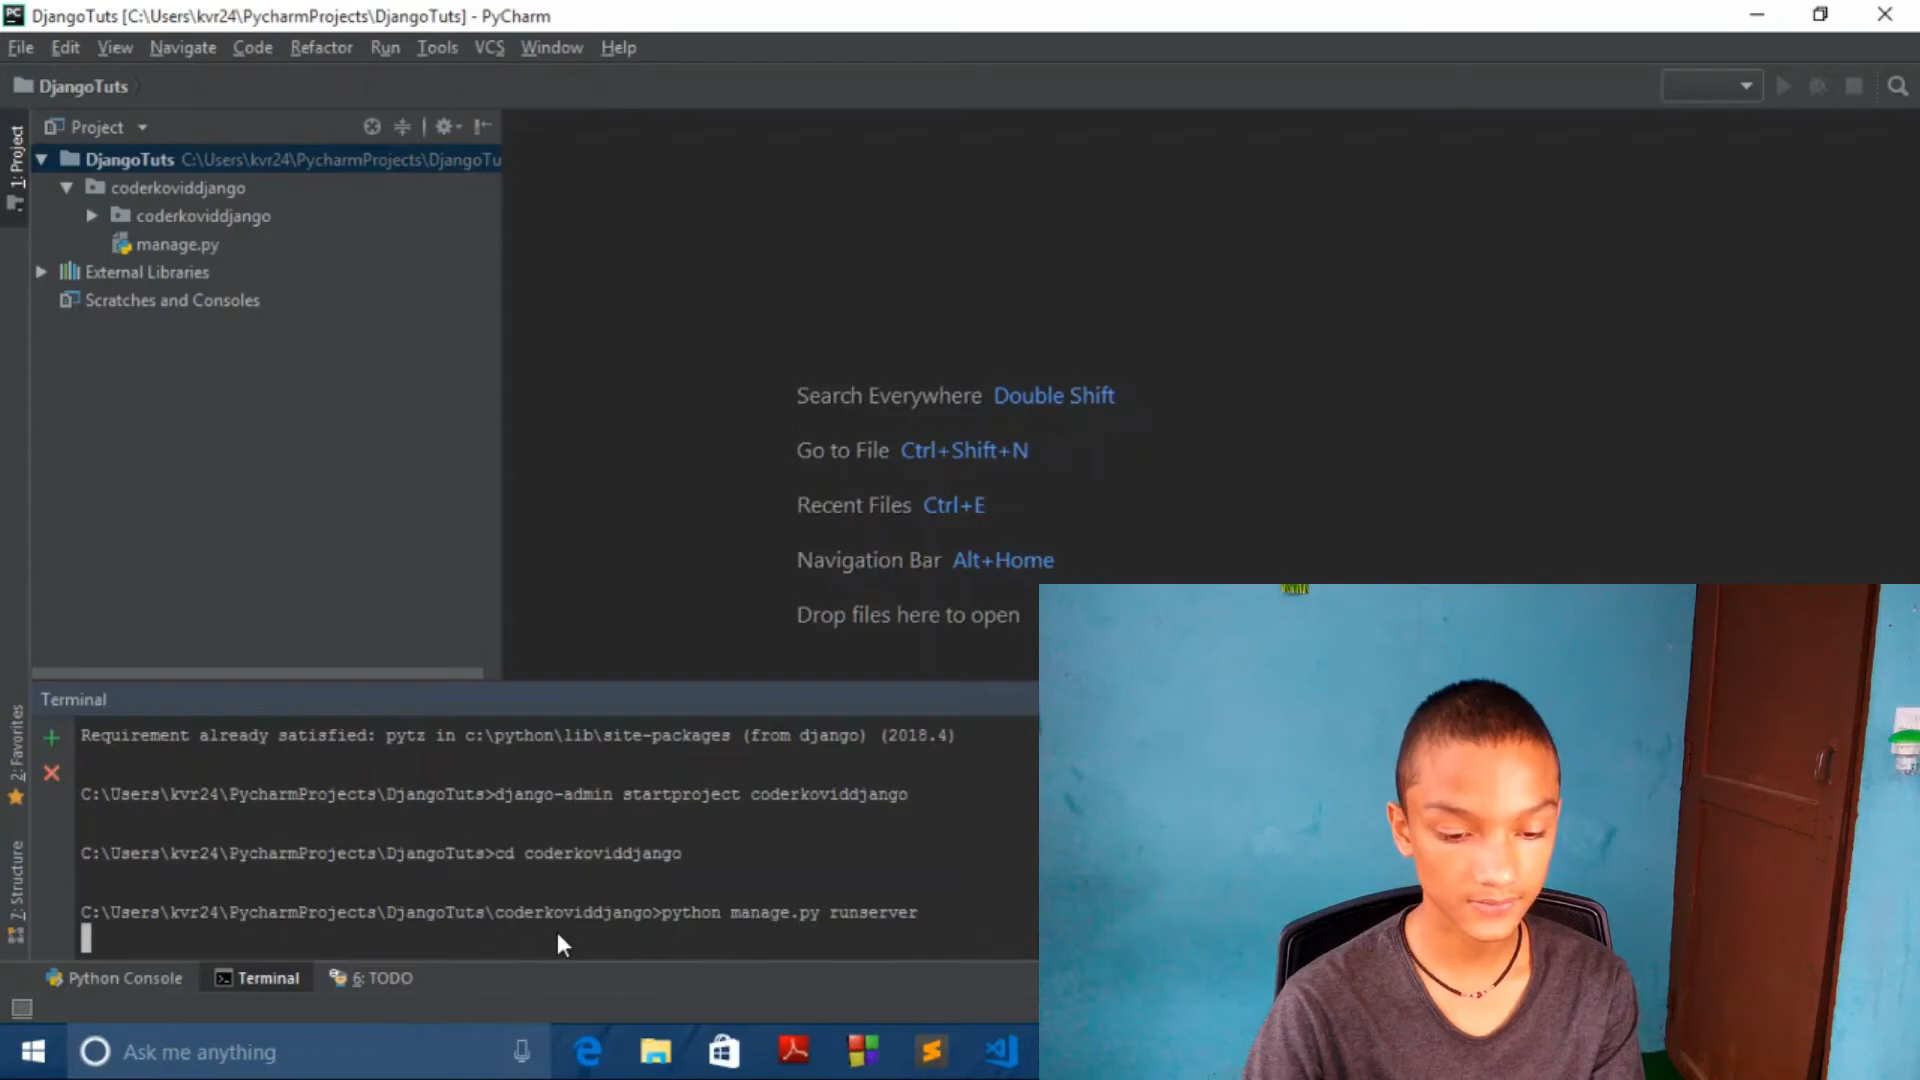 DjangoTuts [C:\Users\kvr24\PycharmProjects\DjangoTuts] - PyCharm
File Edit View Navigate Code Refactor Run Tools VCS Window Help
DjangoTuts
Project
1: Project
DjangoTuts C:\Users\kvr24\PycharmProjects\DjangoTu
coderkoviddjango
coderkoviddjango
manage.py
External Libraries
Scratches and Consoles
Search Everywhere Double Shift
Go to File Ctrl+Shift+N
Recent Files Ctrl+E
Navigation Bar Alt+Home
Drop files here to open
2: Favorites
7: Structure
Terminal
Requirement already satisfied: pytz in c:\python\lib\site-packages (from django) (2018.4)
C:\Users\kvr24\PycharmProjects\DjangoTuts>django-admin startproject coderkoviddjango
C:\Users\kvr24\PycharmProjects\DjangoTuts>cd coderkoviddjango
C:\Users\kvr24\PycharmProjects\DjangoTuts\coderkoviddjango>python manage.py runserver
Python Console Terminal 6: TODO
Ask me anything